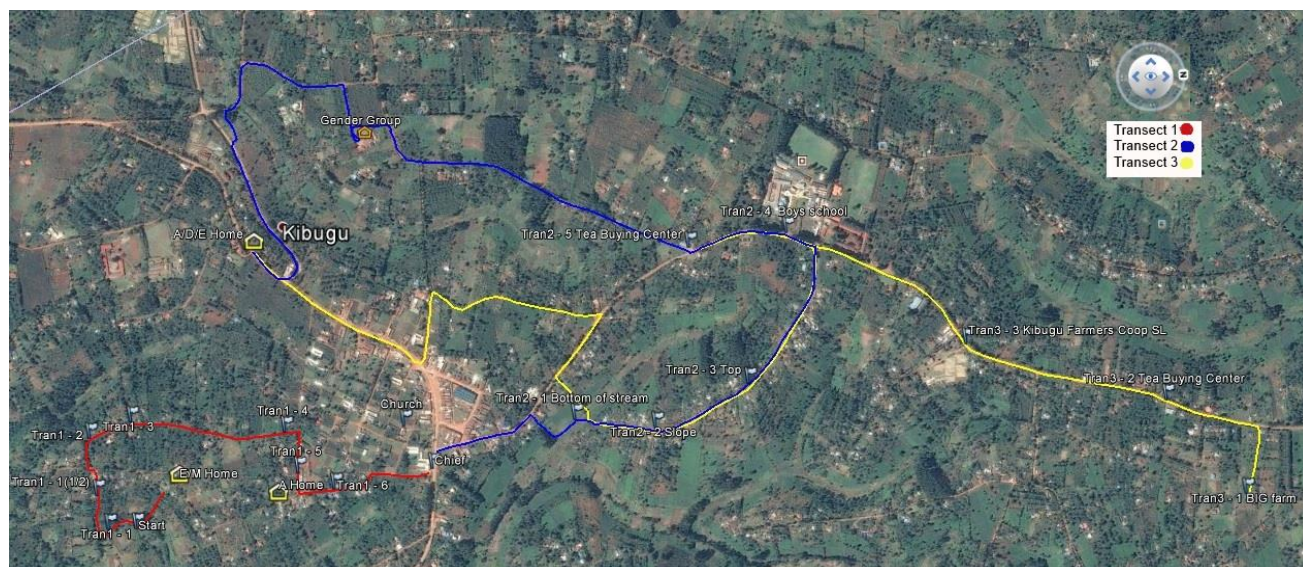 N
Transect 1
Transect 2
Transect 3
Gender Group
A/D/E Home
Kibugu
Tran2 - 4 Boys school
Tran2 - 5 Tea Buying Center
Tran3 - 3 Kibugu Farmers Coop SL
Tran2 - 3 Top
Tran3 - 2 Tea Buying Center
Tran2 - 1 Bottom of stream
Church
Tran1 - 4
Tran1 - 2
Tran1 - 3
Tran2 - 2 Slope
Tran1 - 5
Chief
E/M Home
Tran1 - 1(1/2)
A Home
Tran1 - 6
Tran3 - 1 BIG farm
Start
Tran1 - 1